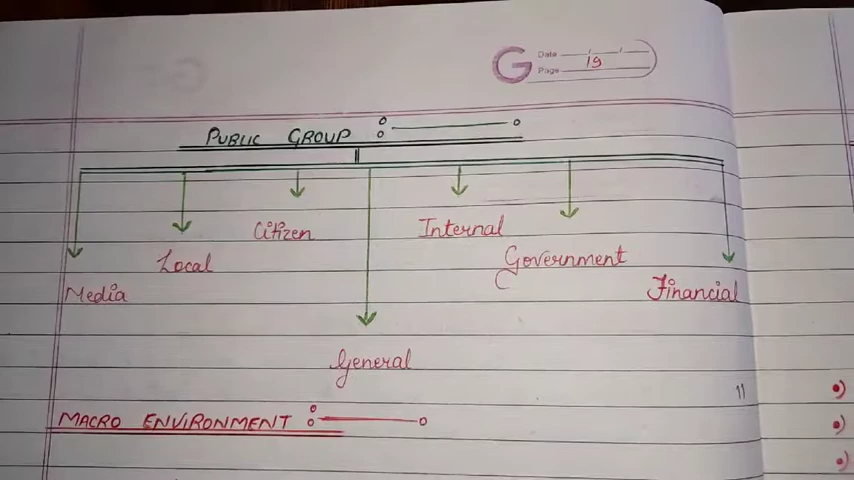 G
Date / /
Page 19
PUBLIC GROUP :-
Citizen
Internal
Local
Government
Media
Financial
General
11
MACRO ENVIRONMENT :-